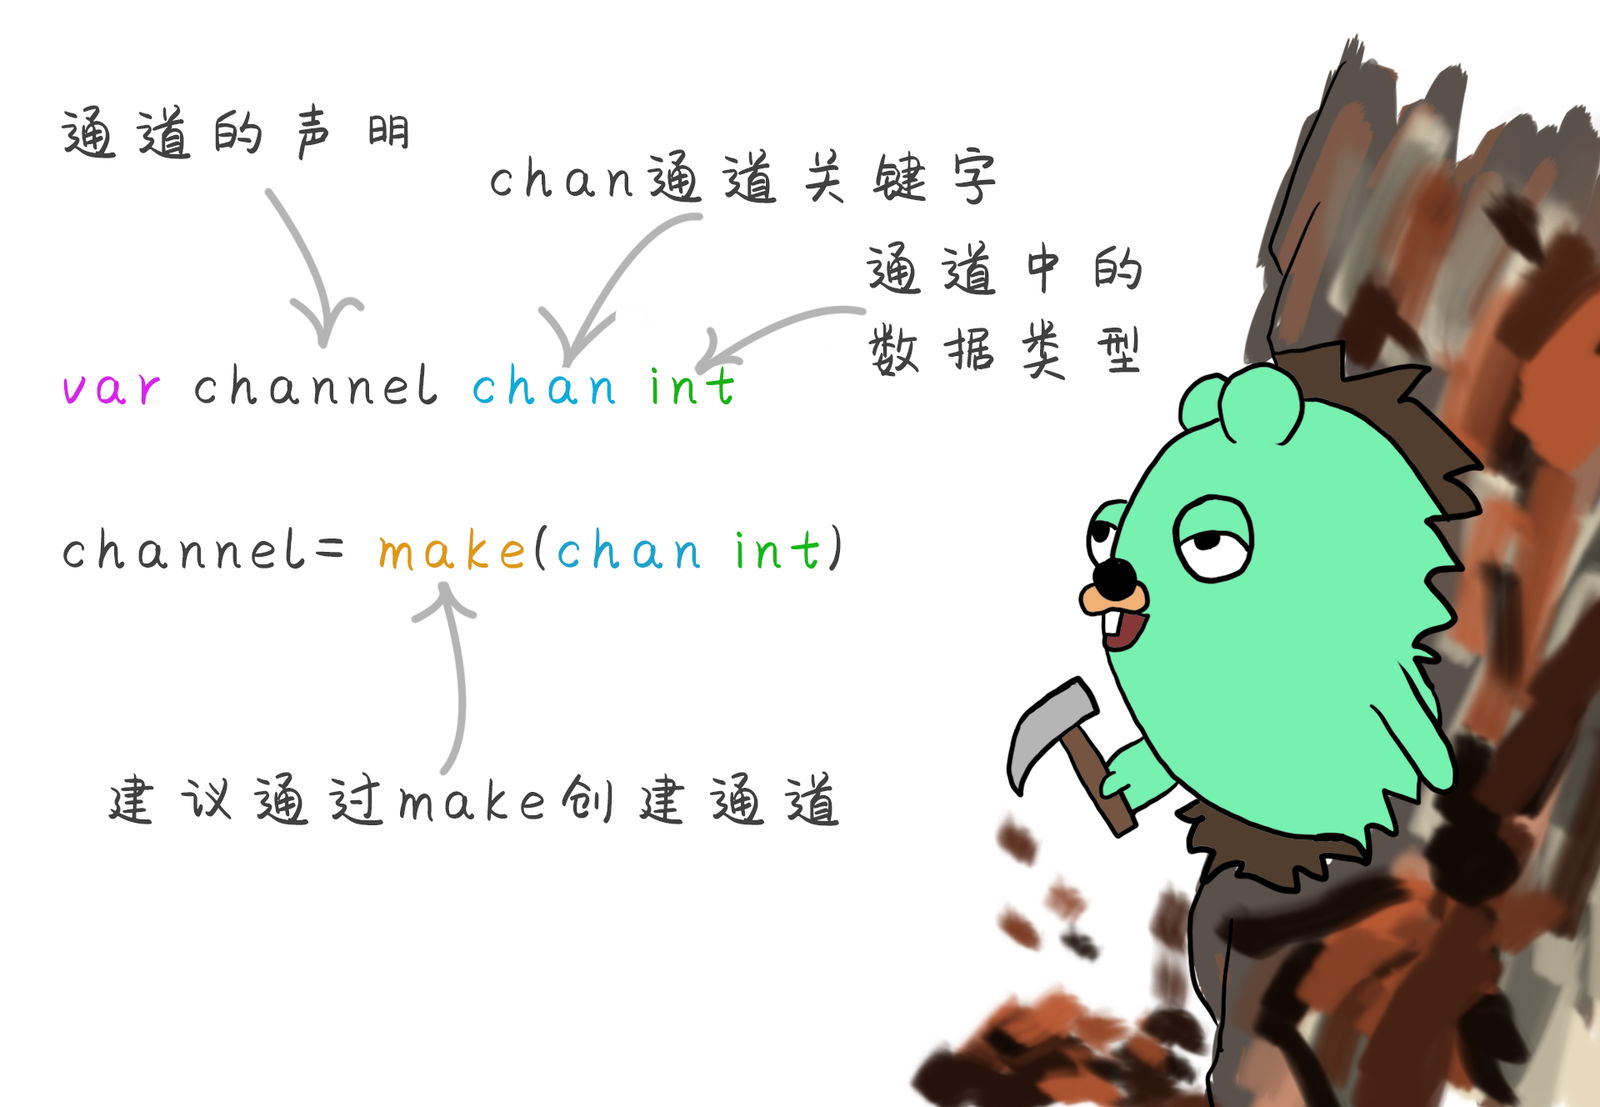 通道的声明
chan通道关键字
通道中的
数据类型
var channel chan int
channel= make(chan int)
建议通过make创建通道